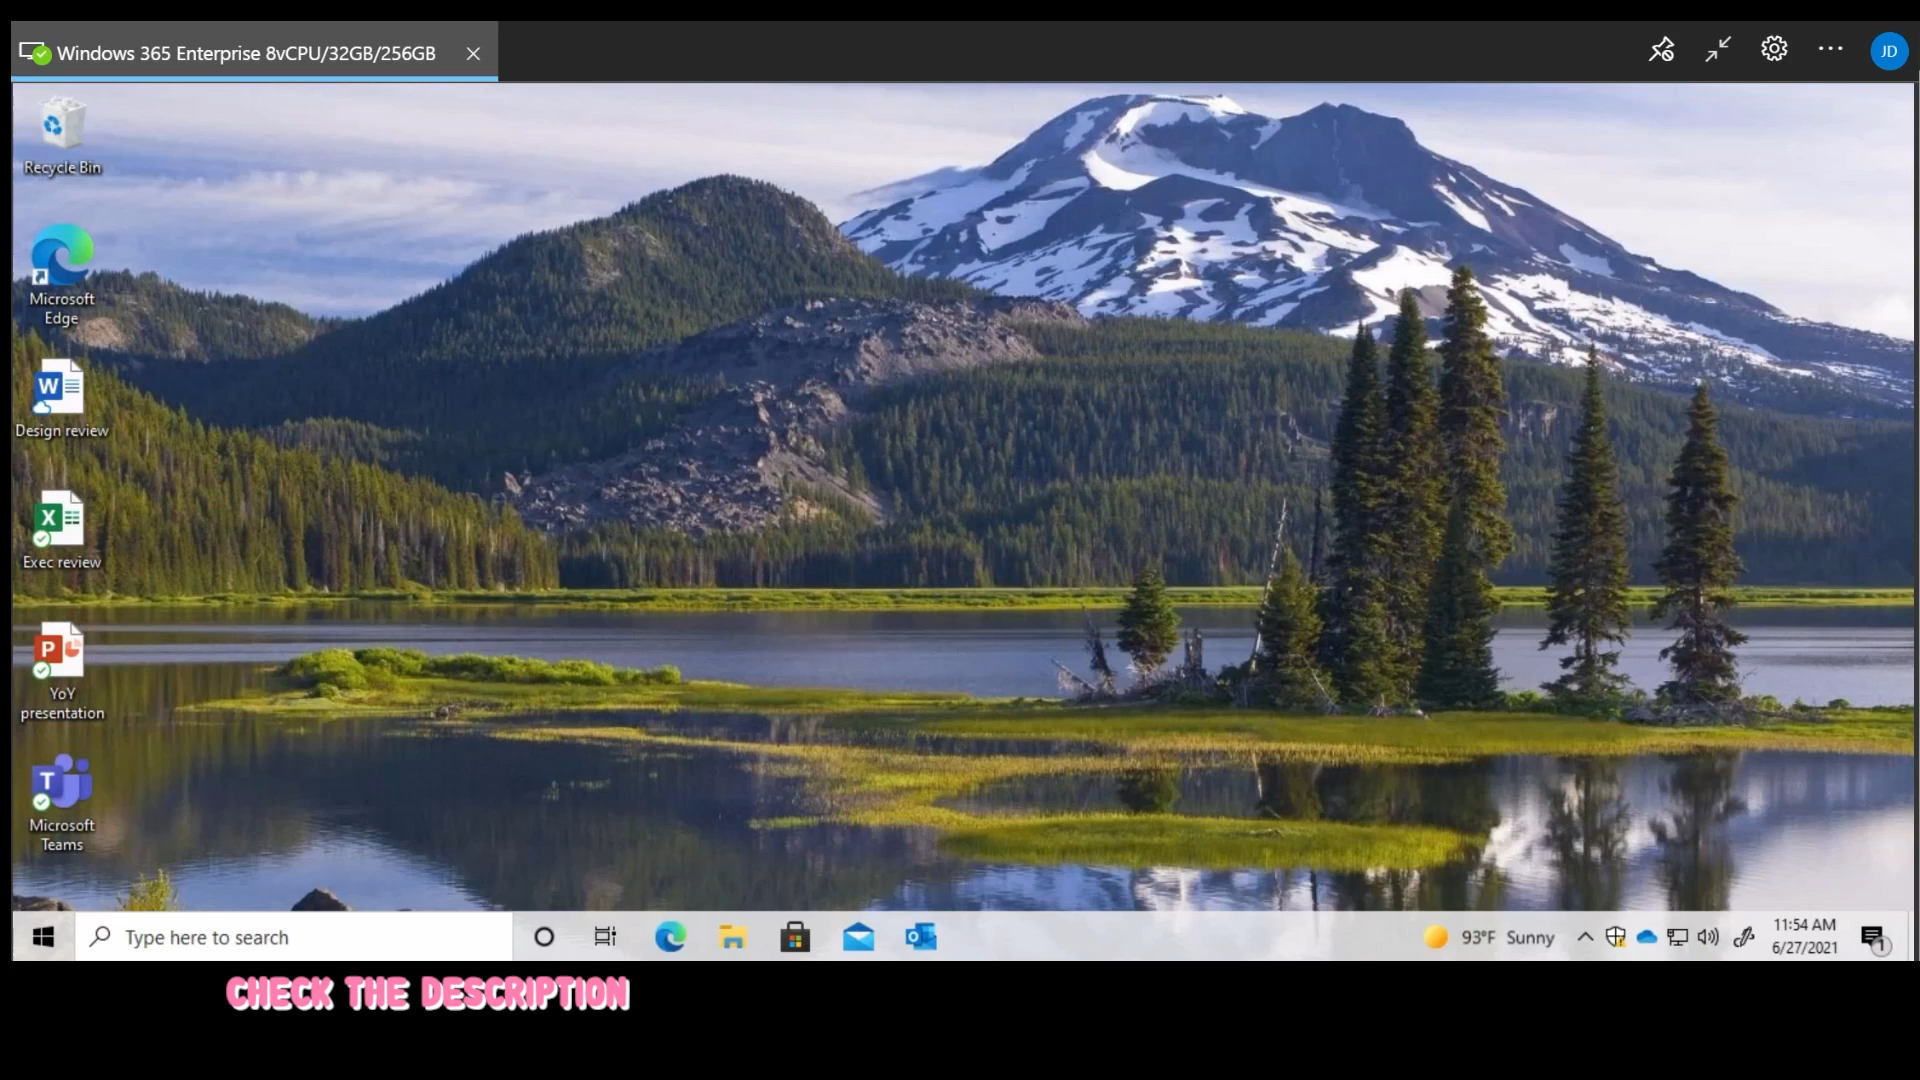 Windows 365 Enterprise 8vCPU/32GB/256GB
JD
Recycle Bin
Microsoft
Edge
W
Design review
X
Exec review
P
YoY
presentation
T
Microsoft
Teams
Type here to search
93°F Sunny
11:54 AM
6/27/2021
1
CHECK THE DESCRIPTION